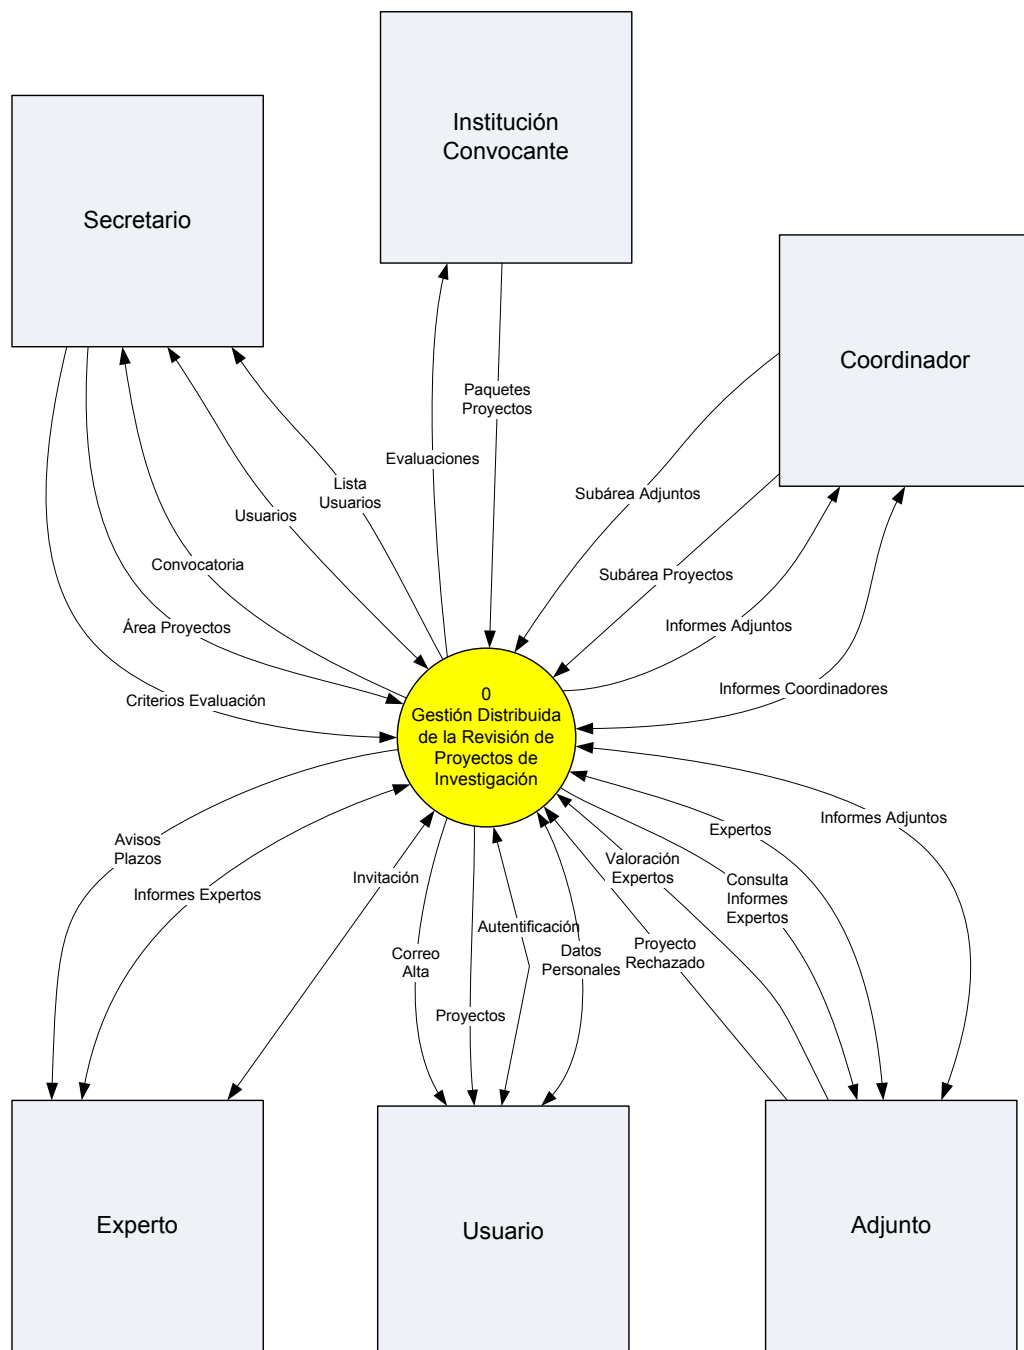 Institución
Convocante
Secretario
Coordinador
Paquetes
Proyectos
Evaluaciones
Lista
Usuarios
Subárea Adjuntos
Usuarios
Convocatoria
Subárea Proyectos
Área Proyectos
Informes Adjuntos
Criterios Evaluación
Informes Coordinadores
0
Gestión Distribuida
de la Revisión de
Proyectos de
Investigación
Avisos
Plazos
Informes Expertos
Invitación
Correo
Alta
Proyectos
Autentificación
Datos
Personales
Valoración
Expertos
Proyecto
Rechazado
Consulta
Informes
Expertos
Expertos
Informes Adjuntos
Experto
Usuario
Adjunto